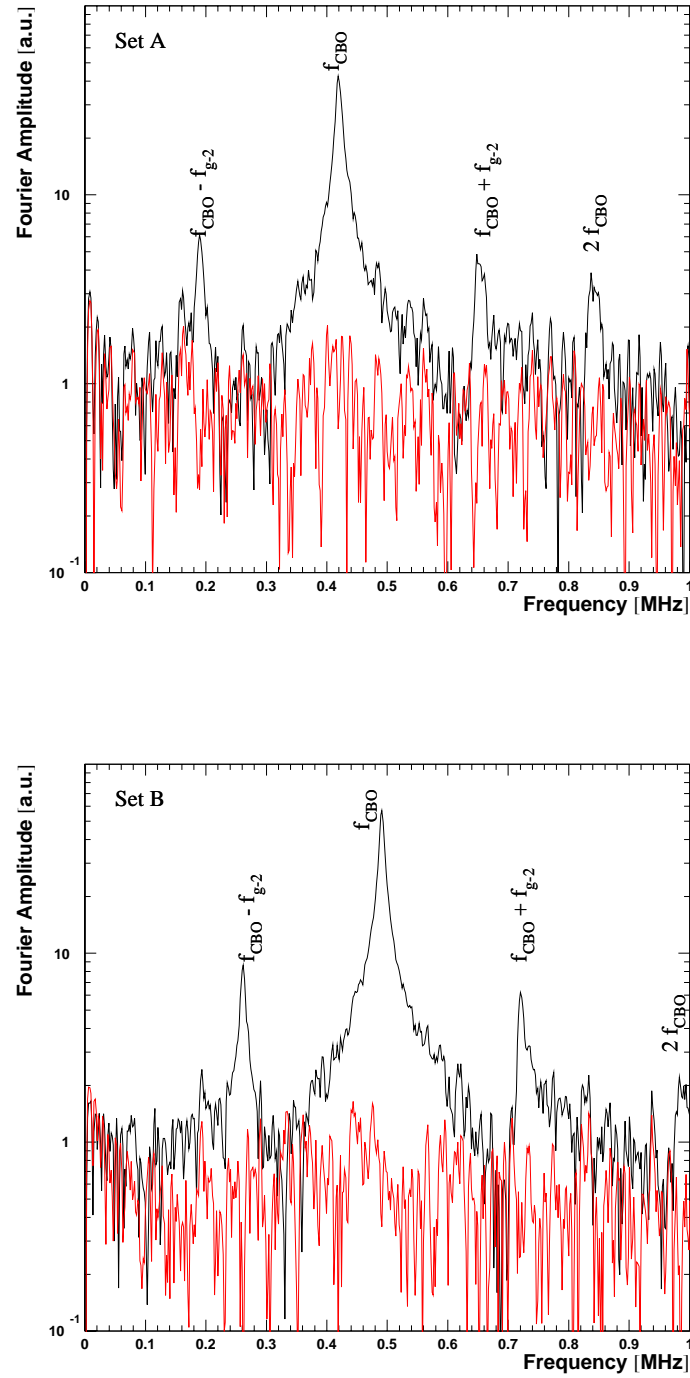 Set A
Fourier Amplitude [a.u.]
f_CBO - f_g-2
f_CBO
f_CBO + f_g-2
2 f_CBO
10
1
10 -1
0 0.1 0.2 0.3 0.4 0.5 0.6 0.7 0.8 0.9 1
Frequency [MHz]
Set B
Fourier Amplitude [a.u.]
f_CBO - f_g-2
f_CBO
f_CBO + f_g-2
2 f_CBO
10
1
10 -1
0 0.1 0.2 0.3 0.4 0.5 0.6 0.7 0.8 0.9 1
Frequency [MHz]